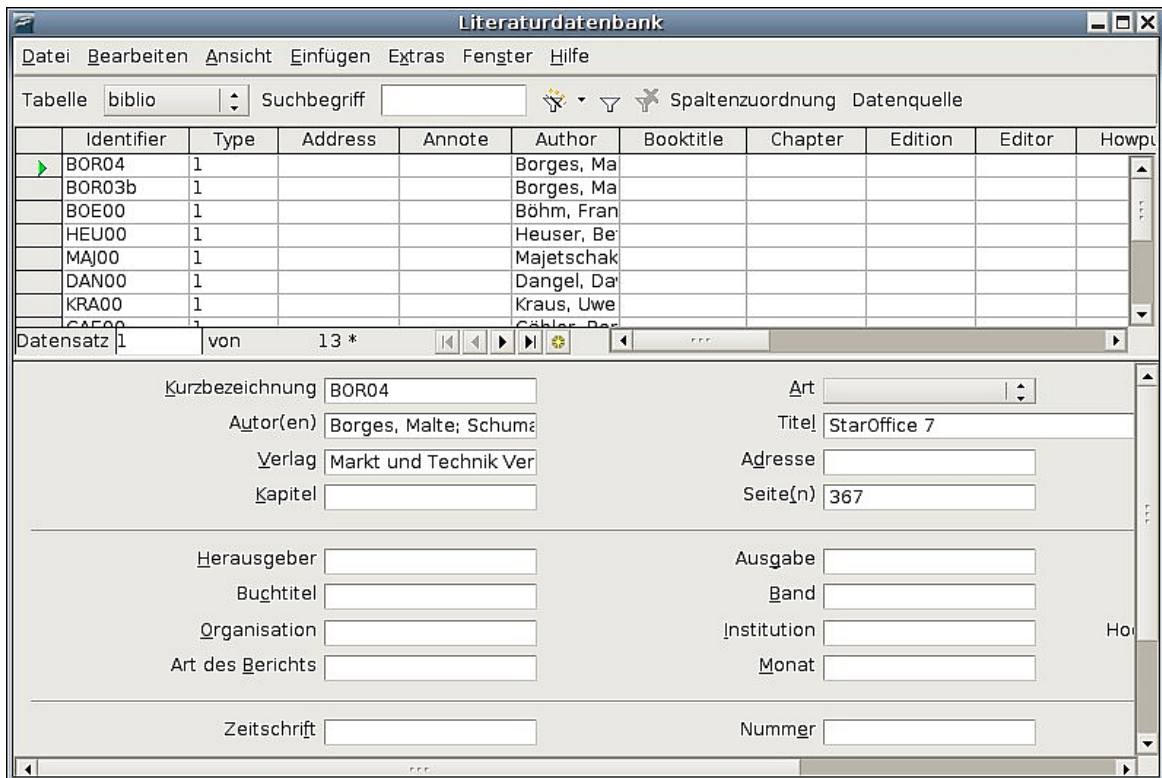 Literaturdatenbank
Datei Bearbeiten Ansicht Einfügen Extras Fenster Hilfe
Tabelle biblio Suchbegriff Spaltenzuordnung Datenquelle
Identifier Type Address Annote Author Booktitle Chapter Edition Editor Howpu
BOR04 1 Borges, Ma
BOR03b 1 Borges, Ma
BOE00 1 Böhm, Fran
HEU00 1 Heuser, Be
MAJ00 1 Majetschak
DAN00 1 Dangel, Da
KRA00 1 Kraus, Uwe
Datensatz 1 von 13 *
Kurzbezeichnung BOR04 Art
Autor(en) Borges, Malte; Schuma Titel StarOffice 7
Verlag Markt und Technik Ver Adresse
Kapitel Seite(n) 367
Herausgeber Ausgabe
Buchtitel Band
Organisation Institution Ho
Art des Berichts Monat
Zeitschrift Nummer